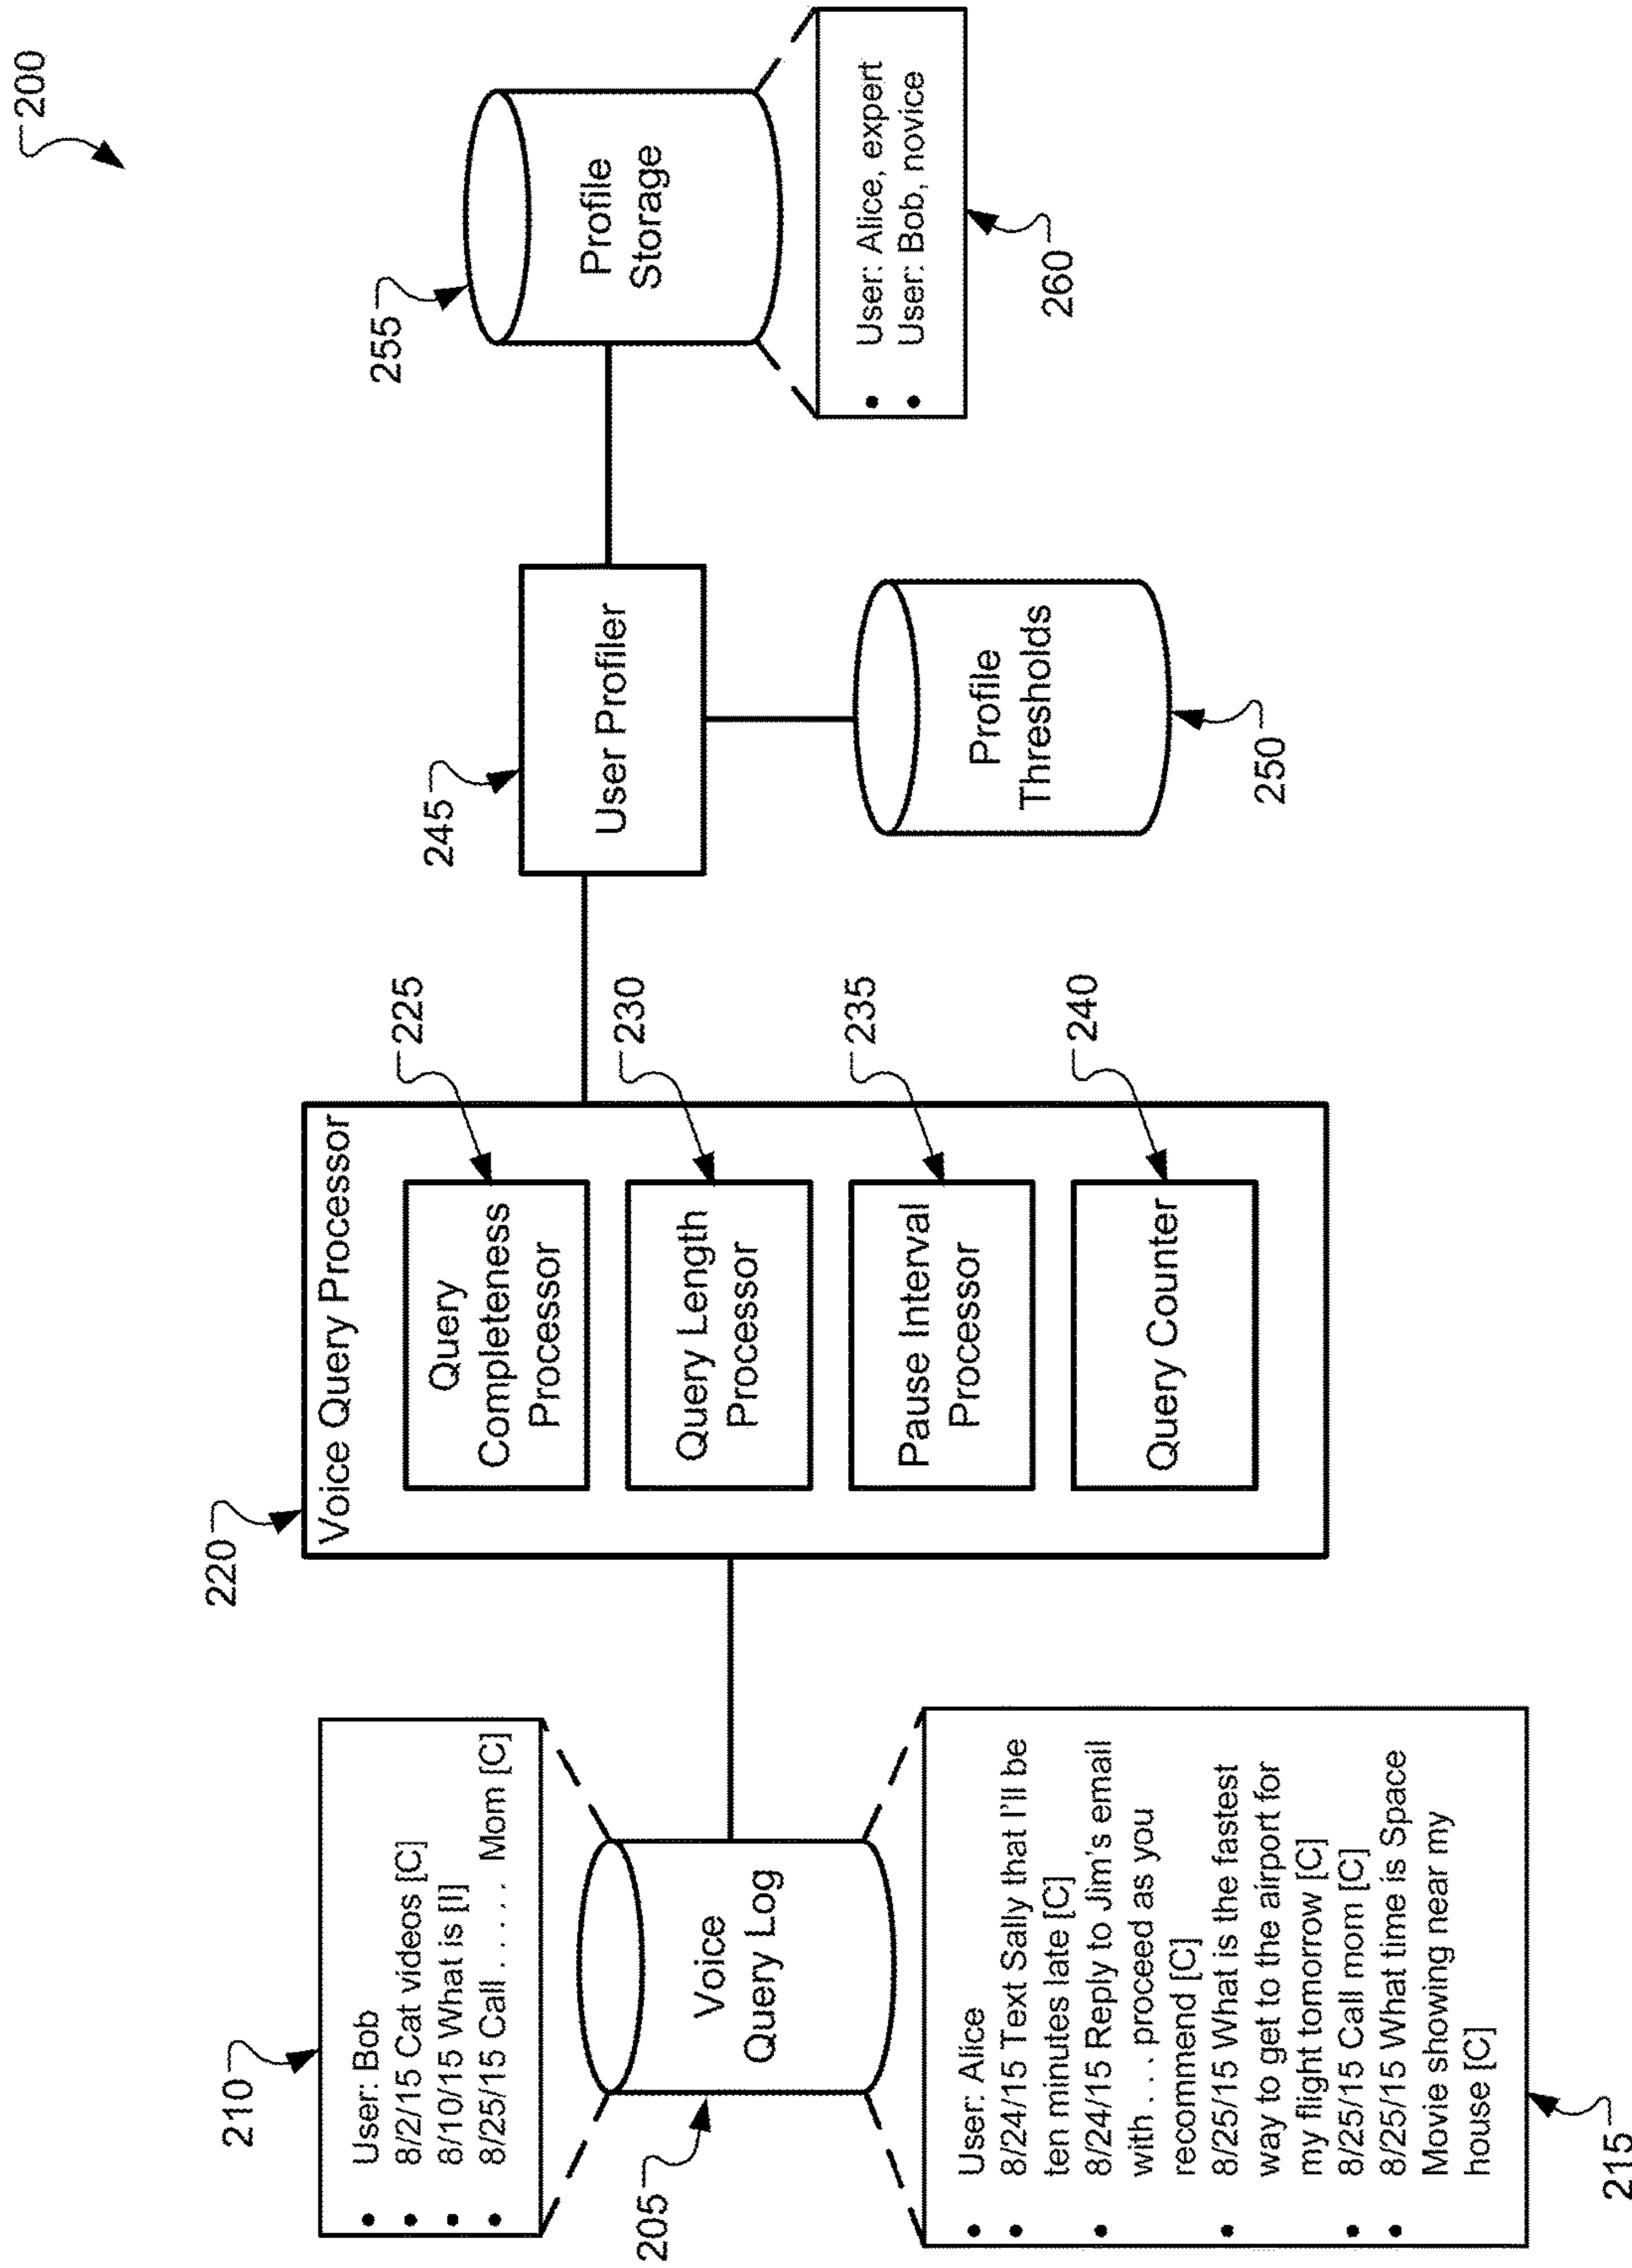 200
210
User: Bob
8/2/15 Cat videos [C]
8/10/15 What is [I]
8/25/15 Call . . . . . . Mom [C]
205
Voice
Query Log
User: Alice
8/24/15 Text Sally that I'll be
ten minutes late [C]
8/24/15 Reply to Jim's email
with . . . proceed as you
recommend [C]
8/25/15 What is the fastest
way to get to the airport for
my flight tomorrow [C]
8/25/15 Call mom [C]
8/25/15 What time is Space
Movie showing near my
house [C]
215
220
Voice Query Processor
Query
Completeness
Processor
225
Query Length
Processor
230
Pause Interval
Processor
235
Query Counter
240
245
User Profiler
Profile
Thresholds
250
255
Profile
Storage
User: Alice, expert
User: Bob, novice
260